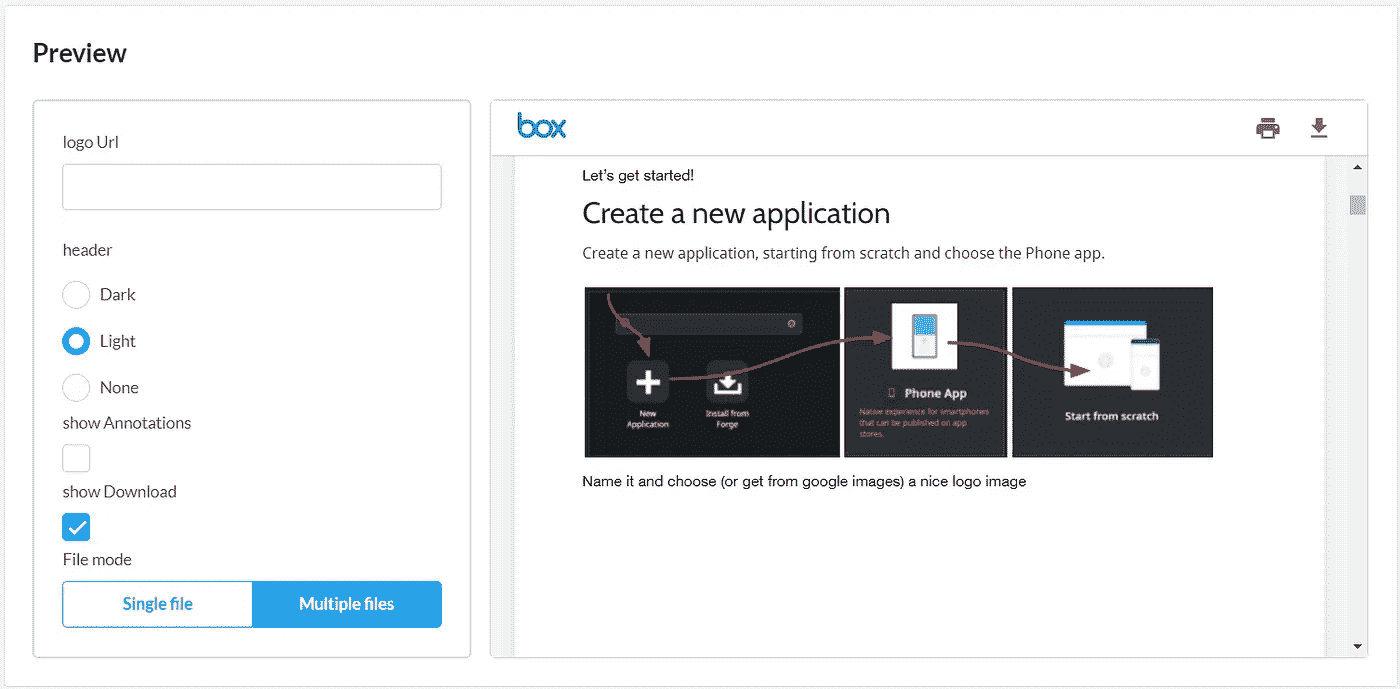 Preview
logo Url
header
Dark
Light
None
show Annotations
show Download
File mode
Single file
Multiple files
box
Let's get started!
Create a new application
Create a new application, starting from scratch and choose the Phone app.
New
Application
Install from
Forge
Phone App
Native experience for smartphones
that can be published on app
stores.
Start from scratch
Name it and choose (or get from google images) a nice logo image